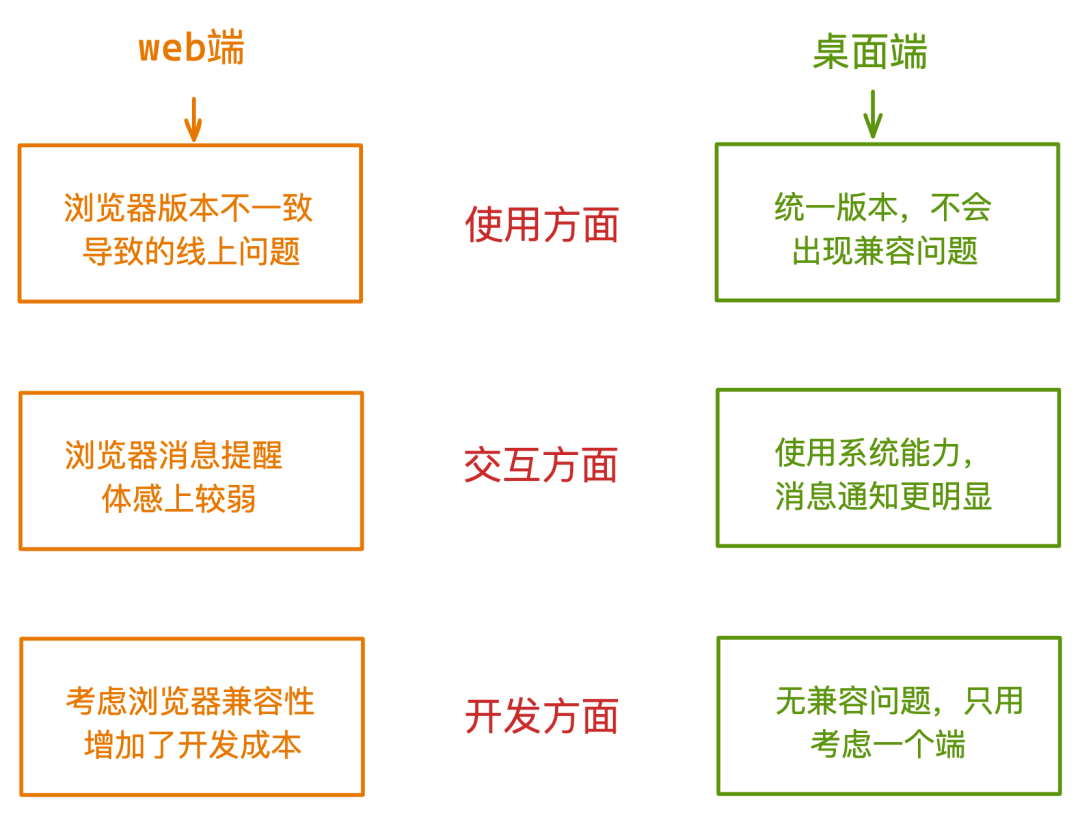 web端
桌面端
浏览器版本不一致
导致的线上问题
使用方面
统一版本，不会
出现兼容问题
浏览器消息提醒
体感上较弱
交互方面
使用系统能力，
消息通知更明显
考虑浏览器兼容性
增加了开发成本
开发方面
无兼容问题，只用
考虑一个端